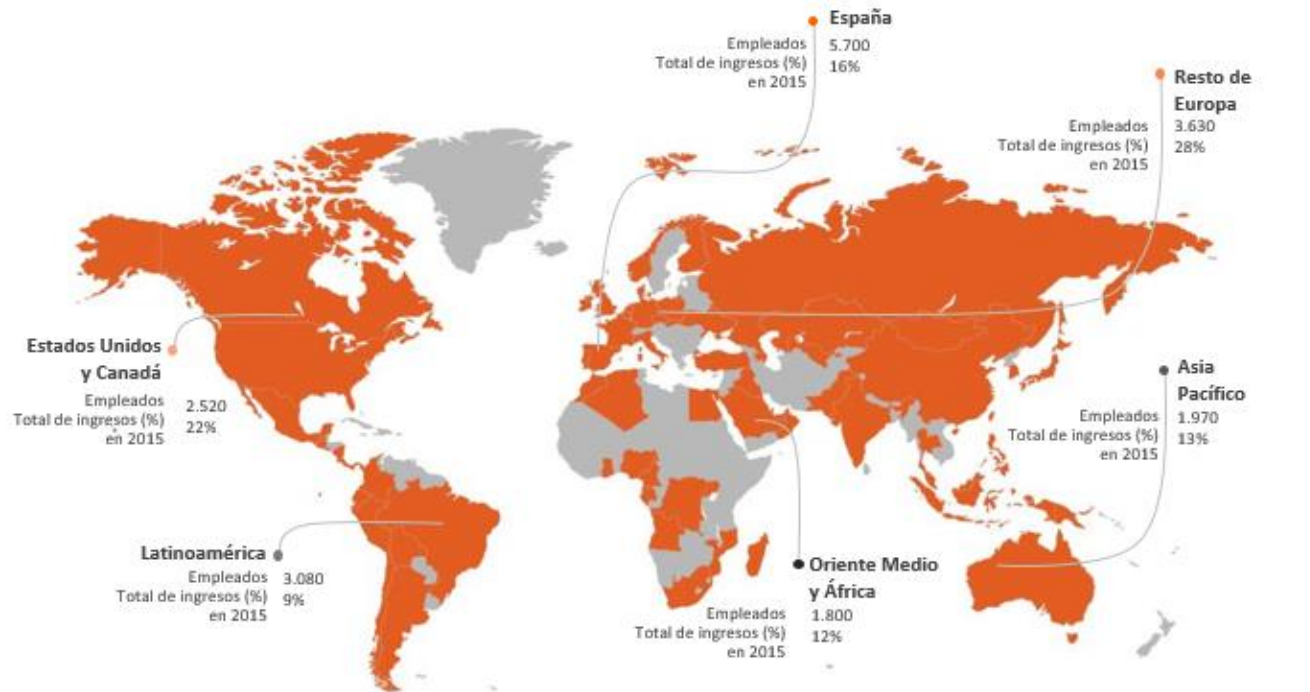 España
Empleados 5.700
Total de ingresos (%) 16%
en 2015
Resto de
Europa
Empleados 3.630
Total de ingresos (%) 28%
en 2015
Estados Unidos
y Canadá
Empleados 2.520
Total de ingresos (%) 22%
en 2015
Asia
Pacífico
Empleados 1.970
Total de ingresos (%) 13%
en 2015
Latinoamérica
Empleados 3.080
Total de ingresos (%) 9%
en 2015
Oriente Medio
y África
Empleados 1.800
Total de ingresos (%) 12%
en 2015